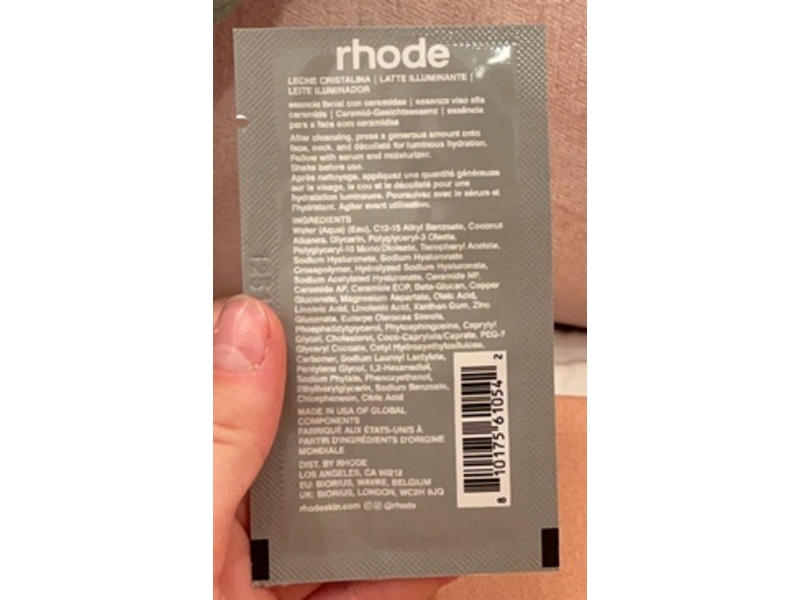 rhode
LECHE CRISTALINA | LATTE ILLUMINANTE |
LEITE ILUMINADOR
esencia facial con ceramidas | essenza viso alla
ceramide | Ceramid-Gesichtsessenz | essência
para a face com ceramidas
After cleansing, press a generous amount onto
face, neck, and décolleté for luminous hydration.
Follow with serum and moisturizer.
Shake before use.
Après nettoyage, appliquez une quantité généreuse
sur le visage, le cou et le décolleté pour une
hydratation lumineuse. Poursuivez avec le sérum et
l'hydratant. Agiter avant utilisation.
INGREDIENTS
Water (Aqua) (Eau), C12-15 Alkyl Benzoate, Coconut
Alkanes, Glycerin, Polyglyceryl-3 Oleate,
Polyglyceryl-10 Mono/Dioleate, Tocopheryl Acetate,
Sodium Hyaluronate, Sodium Hyaluronate
Crosspolymer, Hydrolyzed Sodium Hyaluronate,
Sodium Acetylated Hyaluronate, Ceramide NP,
Ceramide AP, Ceramide EOP, Beta-Glucan, Copper
Gluconate, Magnesium Aspartate, Oleic Acid,
Linoleic Acid, Linolenic Acid, Xanthan Gum, Zinc
Gluconate, Euterpe Oleracea Sterols,
Phosphatidylglycerol, Phytosphingosine, Caprylyl
Glycol, Cholesterol, Coco-Caprylate/Caprate, PEG-7
Glyceryl Cocoate, Cetyl Hydroxyethylcellulose,
Carbomer, Sodium Lauroyl Lactylate,
Pentylene Glycol, 1,2-Hexanediol,
Sodium Phytate, Phenoxyethanol,
Ethylhexylglycerin, Sodium Benzoate,
Chlorphenesin, Citric Acid
MADE IN USA OF GLOBAL
COMPONENTS
FABRIQUÉ AUX ÉTATS-UNIS À
PARTIR D'INGRÉDIENTS D'ORIGINE
MONDIALE
DIST. BY RHODE
LOS ANGELES, CA 90212
EU: BIORIUS, WAVRE, BELGIUM
UK: BIORIUS, LONDON, WC2H 9JQ
rhodeskin.com @rhode
8 10175 61054 2